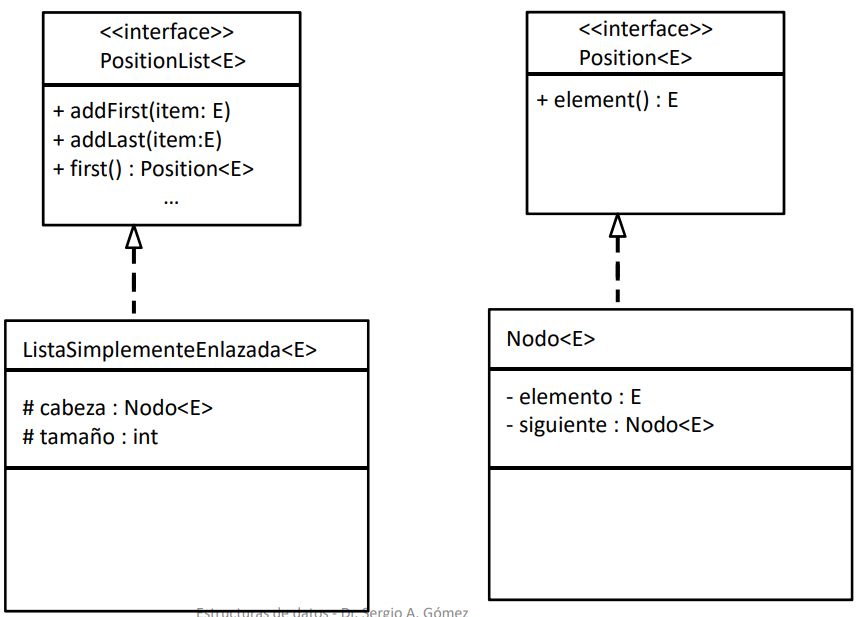 <<interface>>
PositionList<E>
+ addFirst(item: E)
+ addLast(item:E)
+ first() : Position<E>
...
<<interface>>
Position<E>
+ element() : E
ListaSimplementeEnlazada<E>
# cabeza : Nodo<E>
# tamaño : int
Nodo<E>
- elemento : E
- siguiente : Nodo<E>
Estructuras de datos - Dr. Sergio A. Gómez